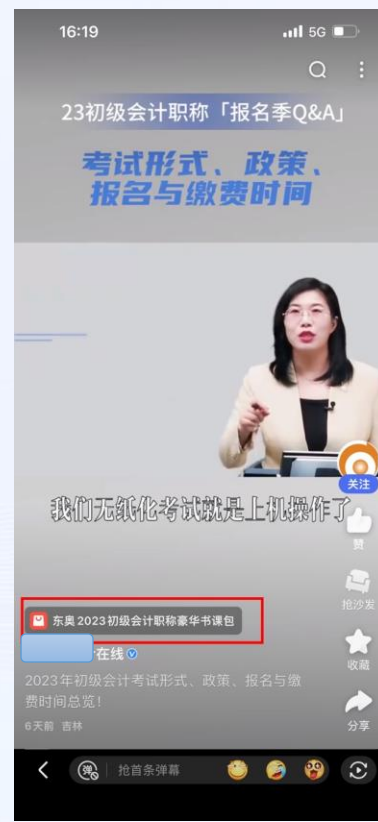 16:19
5G
23初级会计职称「报名季Q&A」
考试形式、政策、
报名与缴费时间
关注
我们无纸化考试就是上机操作了
赞
抢沙发
东奥2023初级会计职称豪华书课包
在线
收藏
2023年初级会计考试形式、政策、报名与缴
费时间总览！
6天前 吉林
分享
弹
抢首条弹幕